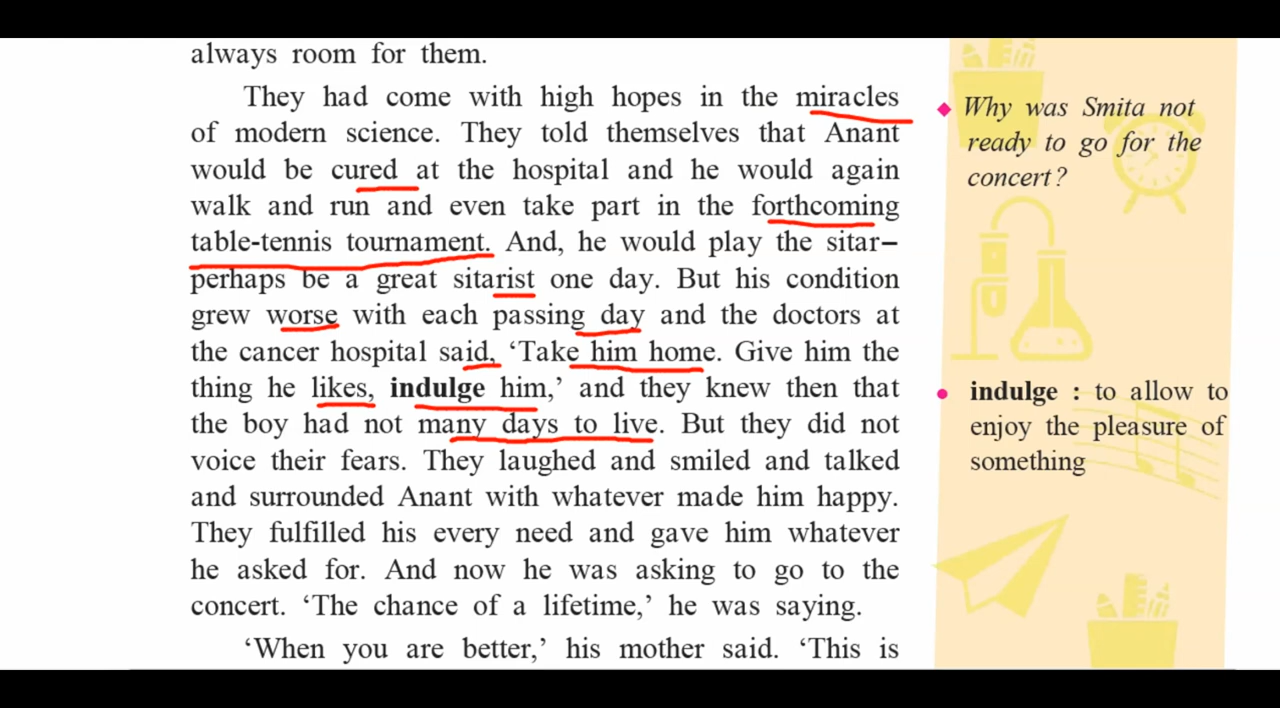 always room for them.
They had come with high hopes in the miracles
of modern science. They told themselves that Anant
would be cured at the hospital and he would again
walk and run and even take part in the forthcoming
table-tennis tournament. And, he would play the sitar–
perhaps be a great sitarist one day. But his condition
grew worse with each passing day and the doctors at
the cancer hospital said, ‘Take him home. Give him the
thing he likes, indulge him,’ and they knew then that
the boy had not many days to live. But they did not
voice their fears. They laughed and smiled and talked
and surrounded Anant with whatever made him happy.
They fulfilled his every need and gave him whatever
he asked for. And now he was asking to go to the
concert. ‘The chance of a lifetime,’ he was saying.
‘When you are better,’ his mother said. ‘This is
Why was Smita not
ready to go for the
concert?
indulge : to allow to
enjoy the pleasure of
something